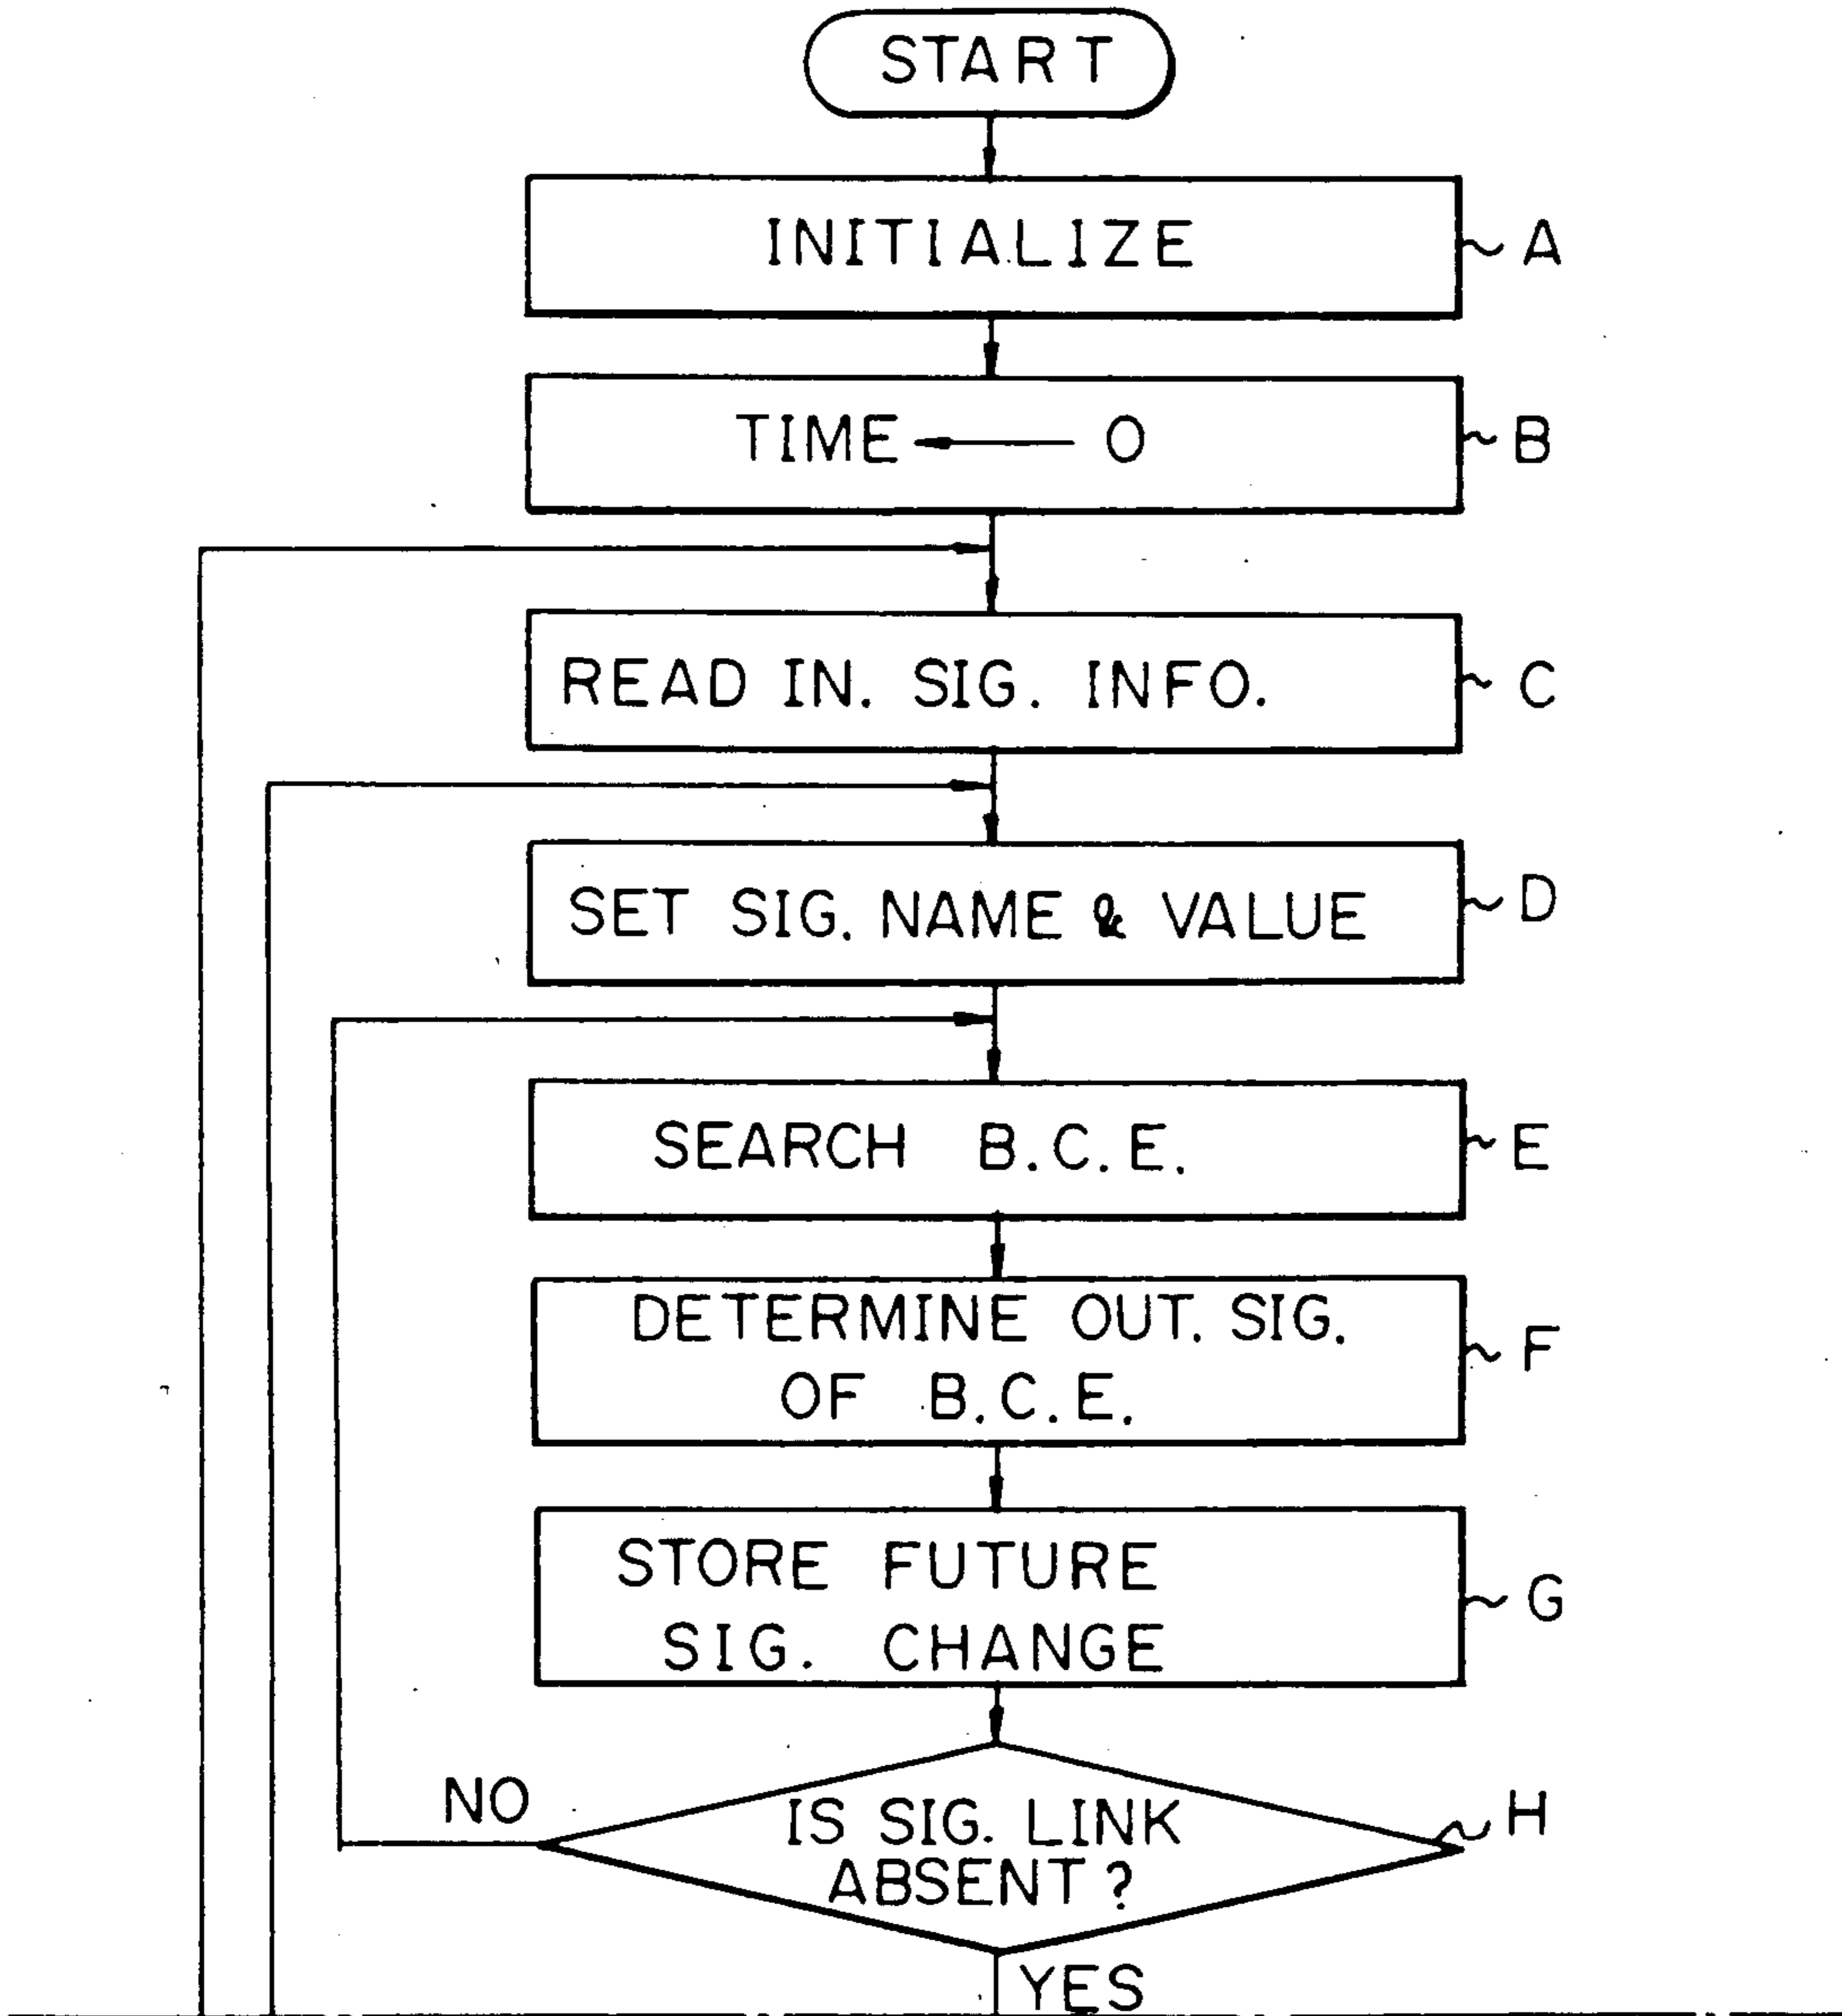 START
INITIALIZE
A
TIME ← 0
B
READ IN. SIG. INFO.
C
SET SIG. NAME & VALUE
D
SEARCH B.C.E.
E
DETERMINE OUT. SIG.
OF B.C.E.
F
STORE FUTURE
SIG. CHANGE
G
NO
IS SIG. LINK
ABSENT?
H
YES